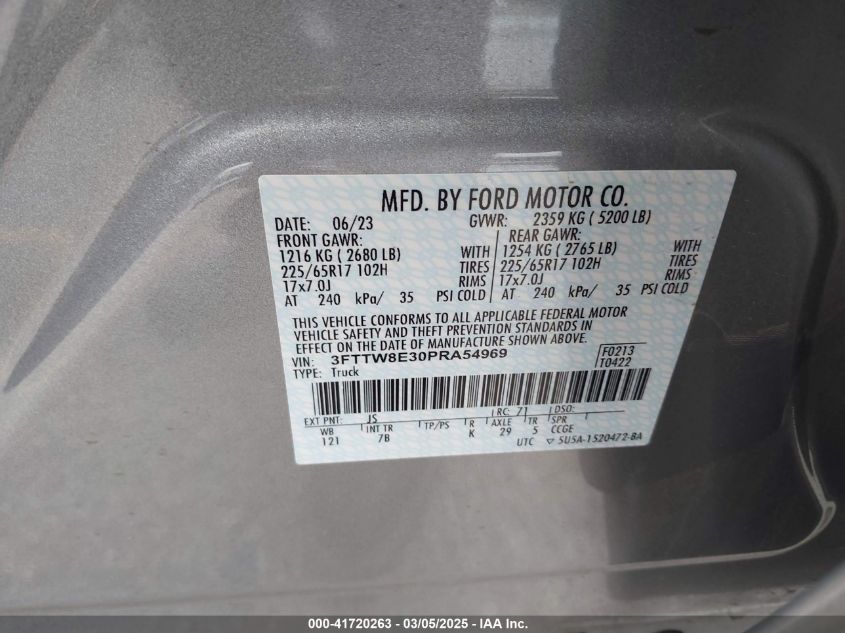 MFD. BY FORD MOTOR CO.
DATE: 06/23 GVWR: 2359 KG ( 5200 LB)
FRONT GAWR: REAR GAWR:
1216 KG ( 2680 LB) WITH 1254 KG ( 2765 LB) WITH
225/65R17 102H TIRES 225/65R17 102H TIRES
17x7.0J RIMS 17x7.0J RIMS
AT 240 kPa/ 35 PSI COLD AT 240 kPa/ 35 PSI COLD
THIS VEHICLE CONFORMS TO ALL APPLICABLE FEDERAL MOTOR
VEHICLE SAFETY AND THEFT PREVENTION STANDARDS IN
EFFECT ON THE DATE OF MANUFACTURE SHOWN ABOVE.
VIN: 3FTTW8E30PRA54969 F0213
TYPE: Truck T0422
EXT PNT: JS RC: 71 DSO:
WB INT TR TP/PS R AXLE TR SPR
121 7B K 29 5 CCGE
UTC ▽ 5U5A-1520472-BA
000-41720263 - 03/05/2025 - IAA Inc.